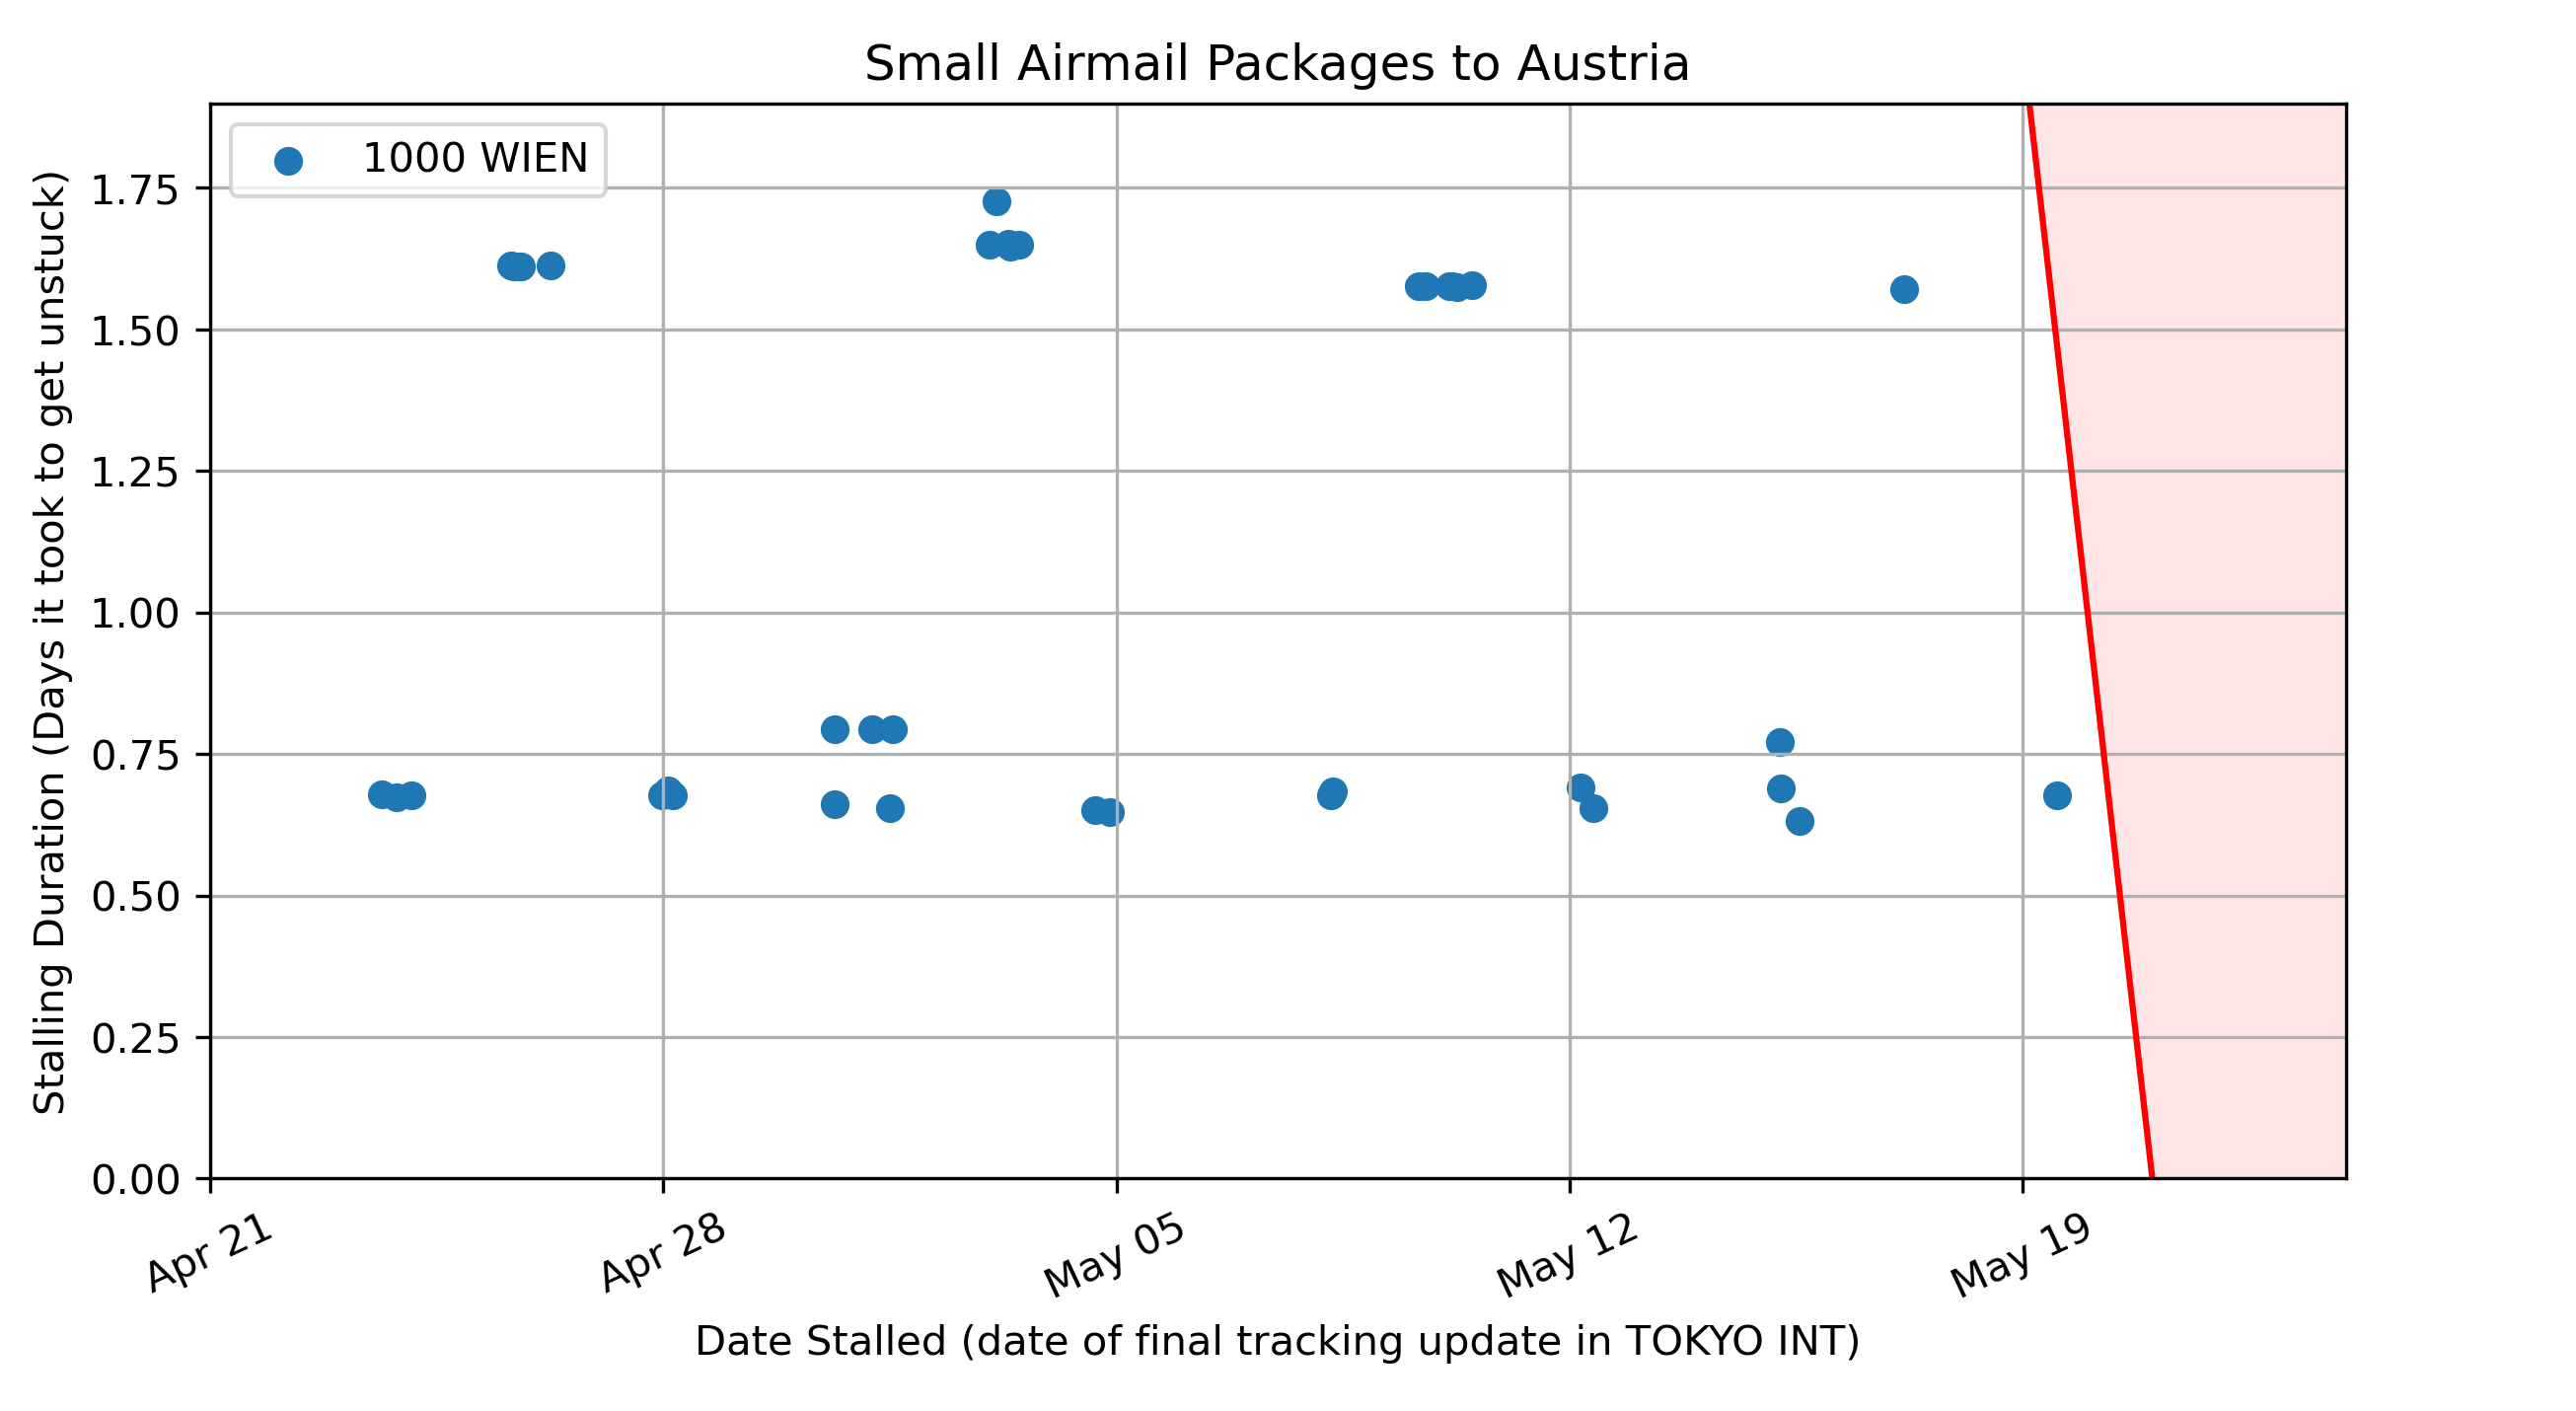 Small Airmail Packages to Austria
1000 WIEN
Stalling Duration (Days it took to get unstuck)
1.75
1.50
1.25
1.00
0.75
0.50
0.25
0.00
Apr 21
Apr 28
May 05
May 12
May 19
Date Stalled (date of final tracking update in TOKYO INT)